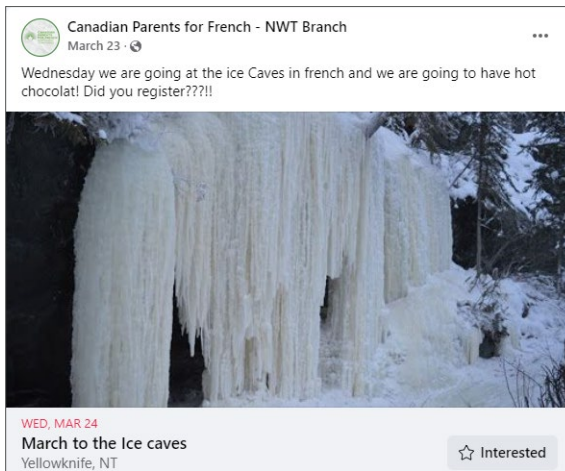 Canadian Parents for French - NWT Branch
March 23 ·
Wednesday we are going at the ice Caves in french and we are going to have hot
chocolat! Did you register???!!
WED, MAR 24
March to the Ice caves
Yellowknife, NT
Interested